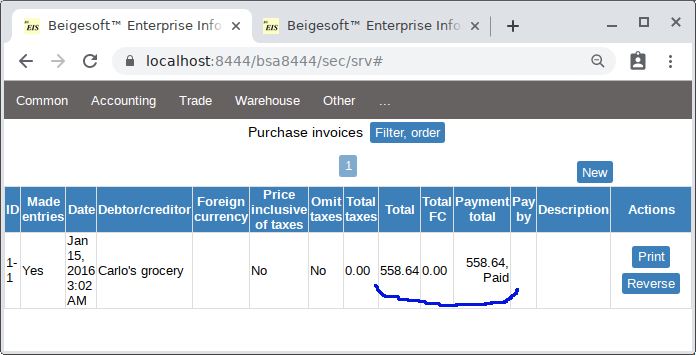 EIS Beigesoft™ Enterprise Info
EIS Beigesoft™ Enterprise Info
localhost:8444/bsa8444/sec/srv#
Common Accounting Trade Warehouse Other ...
Purchase invoices Filter, order
1
New
ID Made entries Date Debtor/creditor Foreign currency Price inclusive of taxes Omit taxes Total taxes Total Total FC Payment total Pay by Description Actions
1-1 Yes Jan 15, 2016 3:02 AM Carlo's grocery No No 0.00 558.64 0.00 558.64, Paid
Print
Reverse